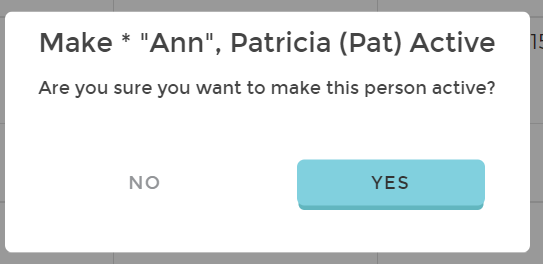 Make * "Ann", Patricia (Pat) Active
Are you sure you want to make this person active?
NO
YES